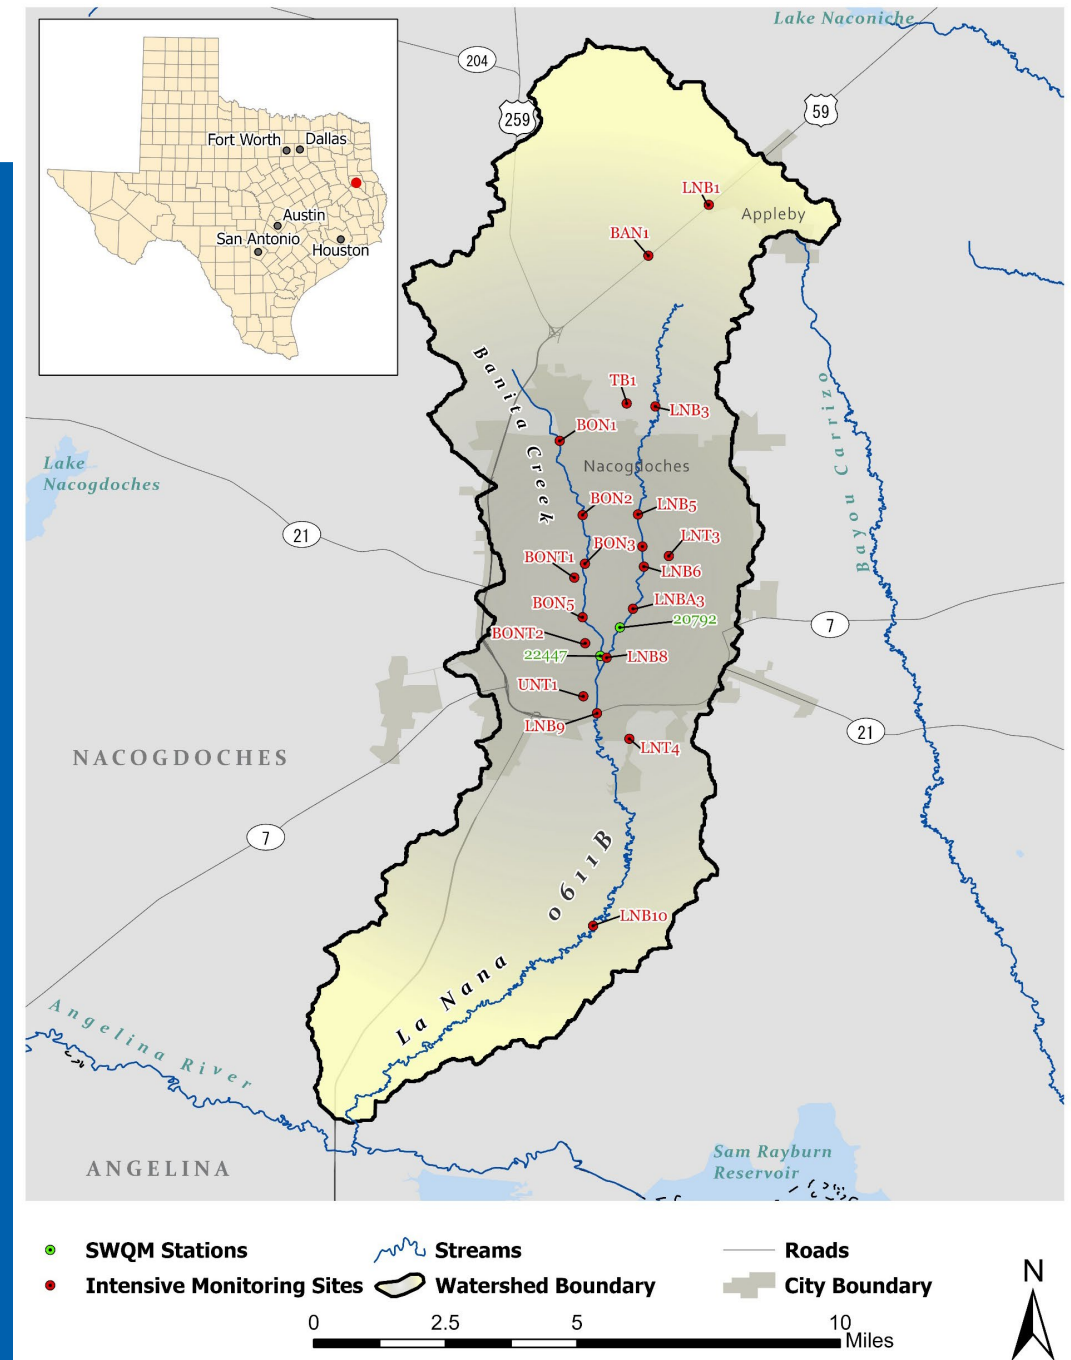 Lake Naconiche
204
259
59
Fort Worth
Dallas
Austin
San Antonio
Houston
LNB1
Appleby
BAN1
Banita Creek
TB1
LNB3
BON1
Bayou Carrizo
Lake
Nacogdoches
Nacogdoches
BON2
LNB5
21
LNT3
BON3
BONT1
LNB6
BON5
LNBA3
20792
7
BONT2
22447
LNB8
UNT1
LNB9
21
LNT4
NACOGDOCHES
7
La Nana 0611B
LNB10
Angelina River
ANGELINA
Sam Rayburn
Reservoir
SWQM Stations
Streams
Roads
Intensive Monitoring Sites
Watershed Boundary
City Boundary
N
0 2.5 5 10
Miles